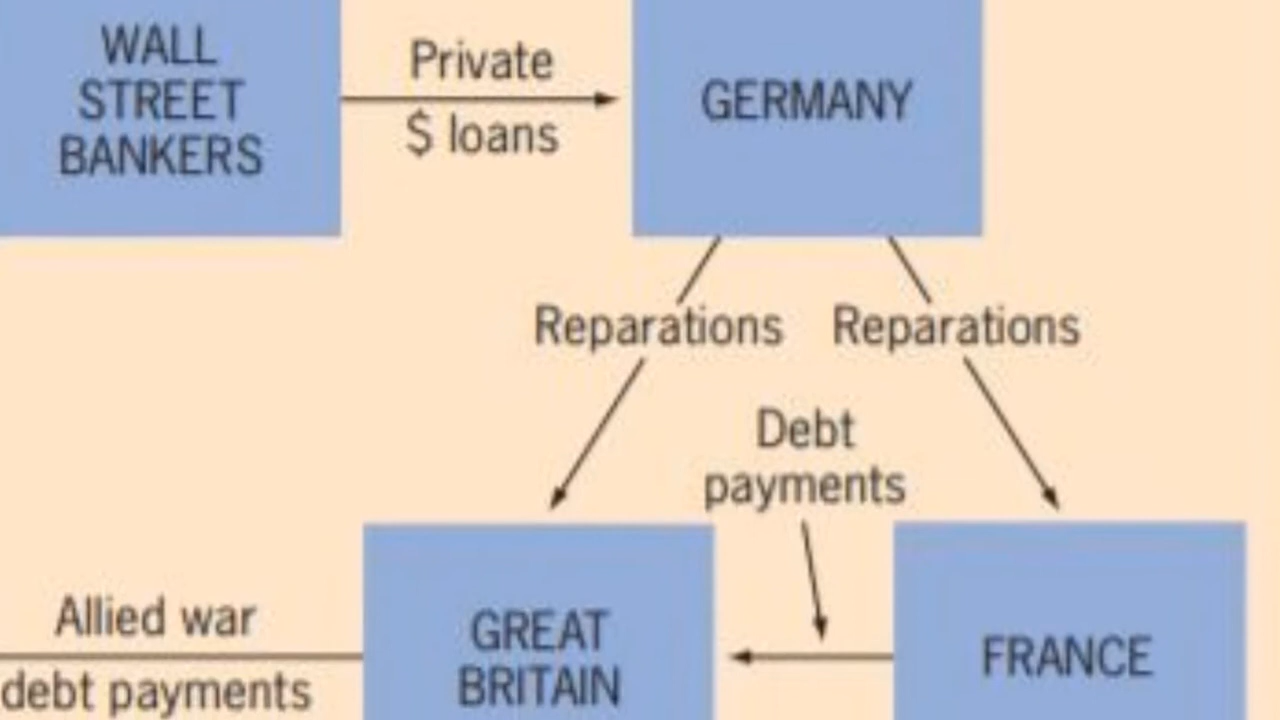 WALL
STREET
BANKERS
Private
$ loans
GERMANY
Reparations
Reparations
Debt
payments
Allied war
debt payments
GREAT
BRITAIN
FRANCE